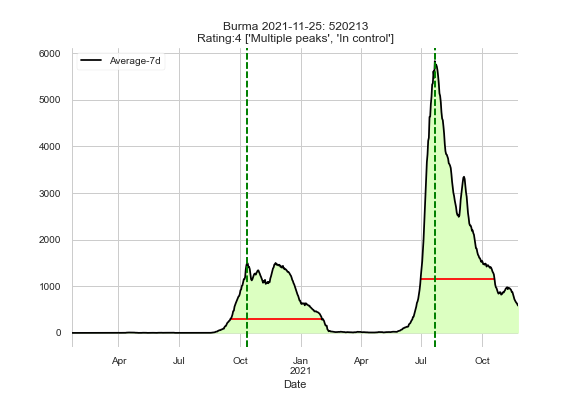 Burma 2021-11-25: 520213
Rating:4 ['Multiple peaks', 'In control']
Average-7d
6000
5000
4000
3000
2000
1000
0
Apr
Jul
Oct
Jan
2021
Apr
Jul
Oct
Date